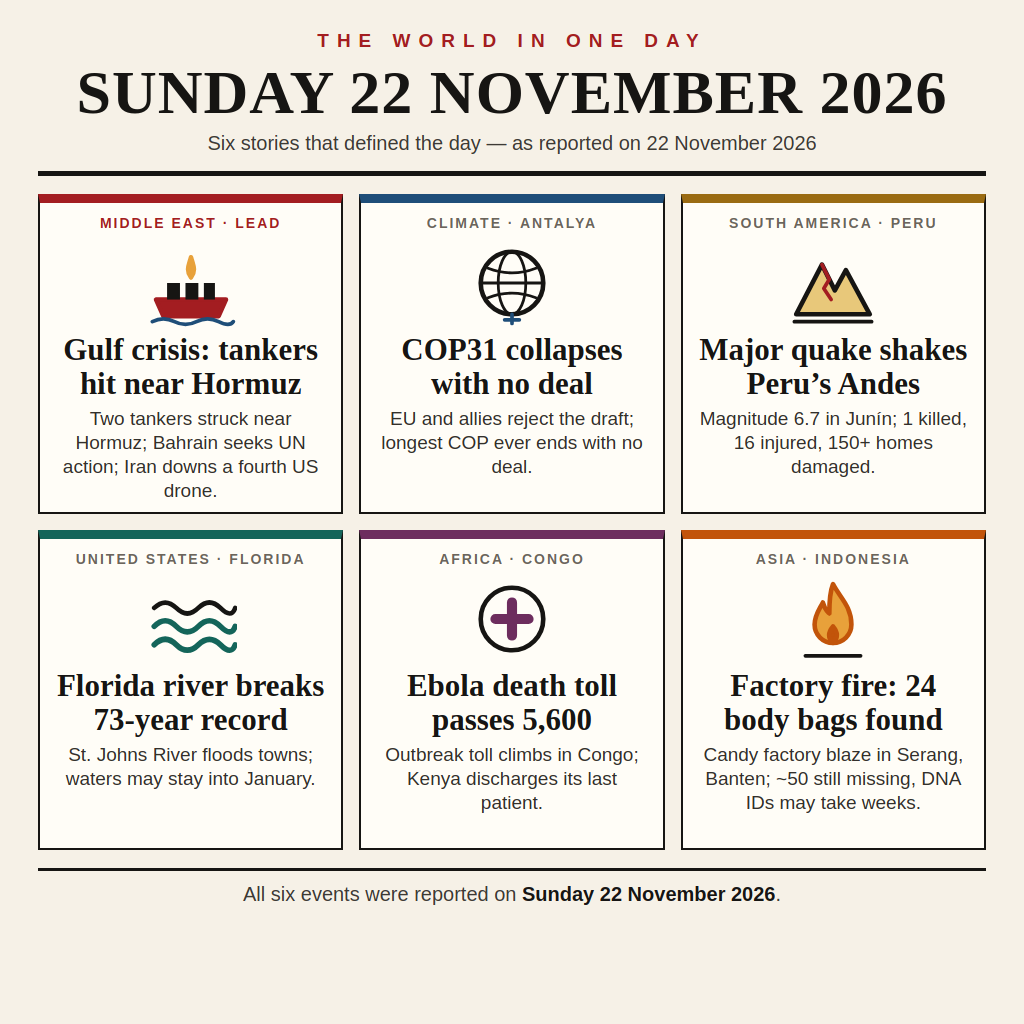 THE WORLD IN ONE DAY
SUNDAY 22 NOVEMBER 2026
Six stories that defined the day — as reported on 22 November 2026
MIDDLE EAST · LEAD
Gulf crisis: tankers
hit near Hormuz
Two tankers struck near
Hormuz; Bahrain seeks UN
action; Iran downs a fourth US
drone.
CLIMATE · ANTALYA
COP31 collapses
with no deal
EU and allies reject the draft;
longest COP ever ends with no
deal.
SOUTH AMERICA · PERU
Major quake shakes
Peru’s Andes
Magnitude 6.7 in Junín; 1 killed,
16 injured, 150+ homes
damaged.
UNITED STATES · FLORIDA
Florida river breaks
73-year record
St. Johns River floods towns;
waters may stay into January.
AFRICA · CONGO
Ebola death toll
passes 5,600
Outbreak toll climbs in Congo;
Kenya discharges its last
patient.
ASIA · INDONESIA
Factory fire: 24
body bags found
Candy factory blaze in Serang,
Banten; ~50 still missing, DNA
IDs may take weeks.
All six events were reported on Sunday 22 November 2026.